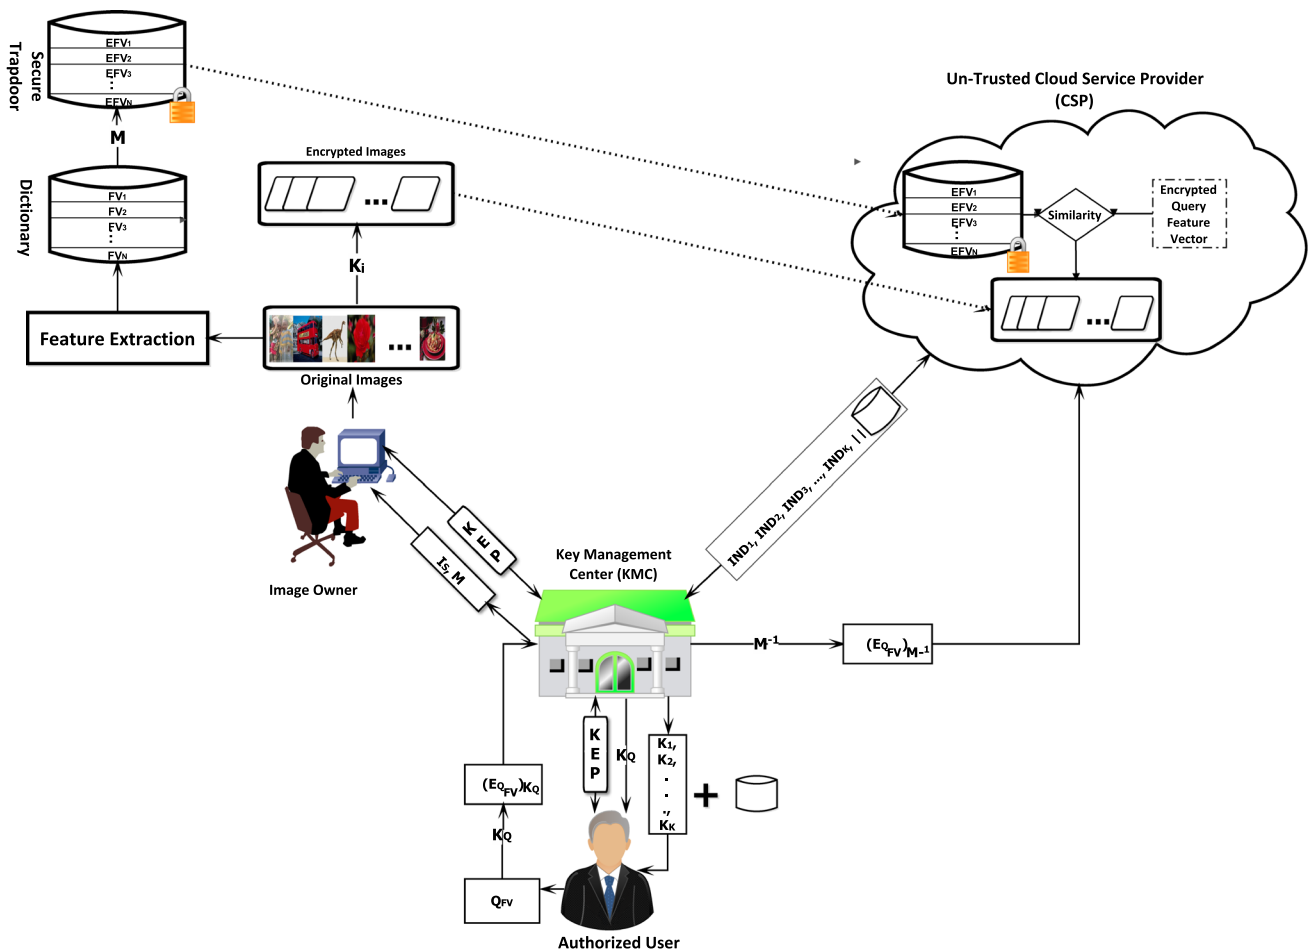 Secure
Trapdoor
EFV1
EFV2
EFV3
⋮
EFVN
M
Dictionary
FV1
FV2
FV3
⋮
FVN
Feature Extraction
Encrypted Images
...
Ki
...
Original Images
Image Owner
K E P
Is, M
Key Management
Center (KMC)
Un-Trusted Cloud Service Provider
(CSP)
EFV1
EFV2
EFV3
⋮
EFVN
Similarity
Encrypted
Query
Feature
Vector
...
IND1, IND2, IND3, ..., INDK, ||
M-1
(EQFV)M-1
K
E
P
KQ
K1,
K2,
.
.
.,
KK
+
(EQFV)KQ
KQ
QFV
Authorized User